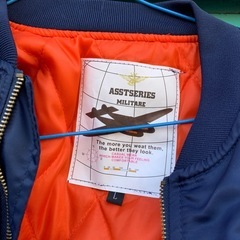 ASSTSERIES
MILITARE
The more you wear them,
the better they look.
L